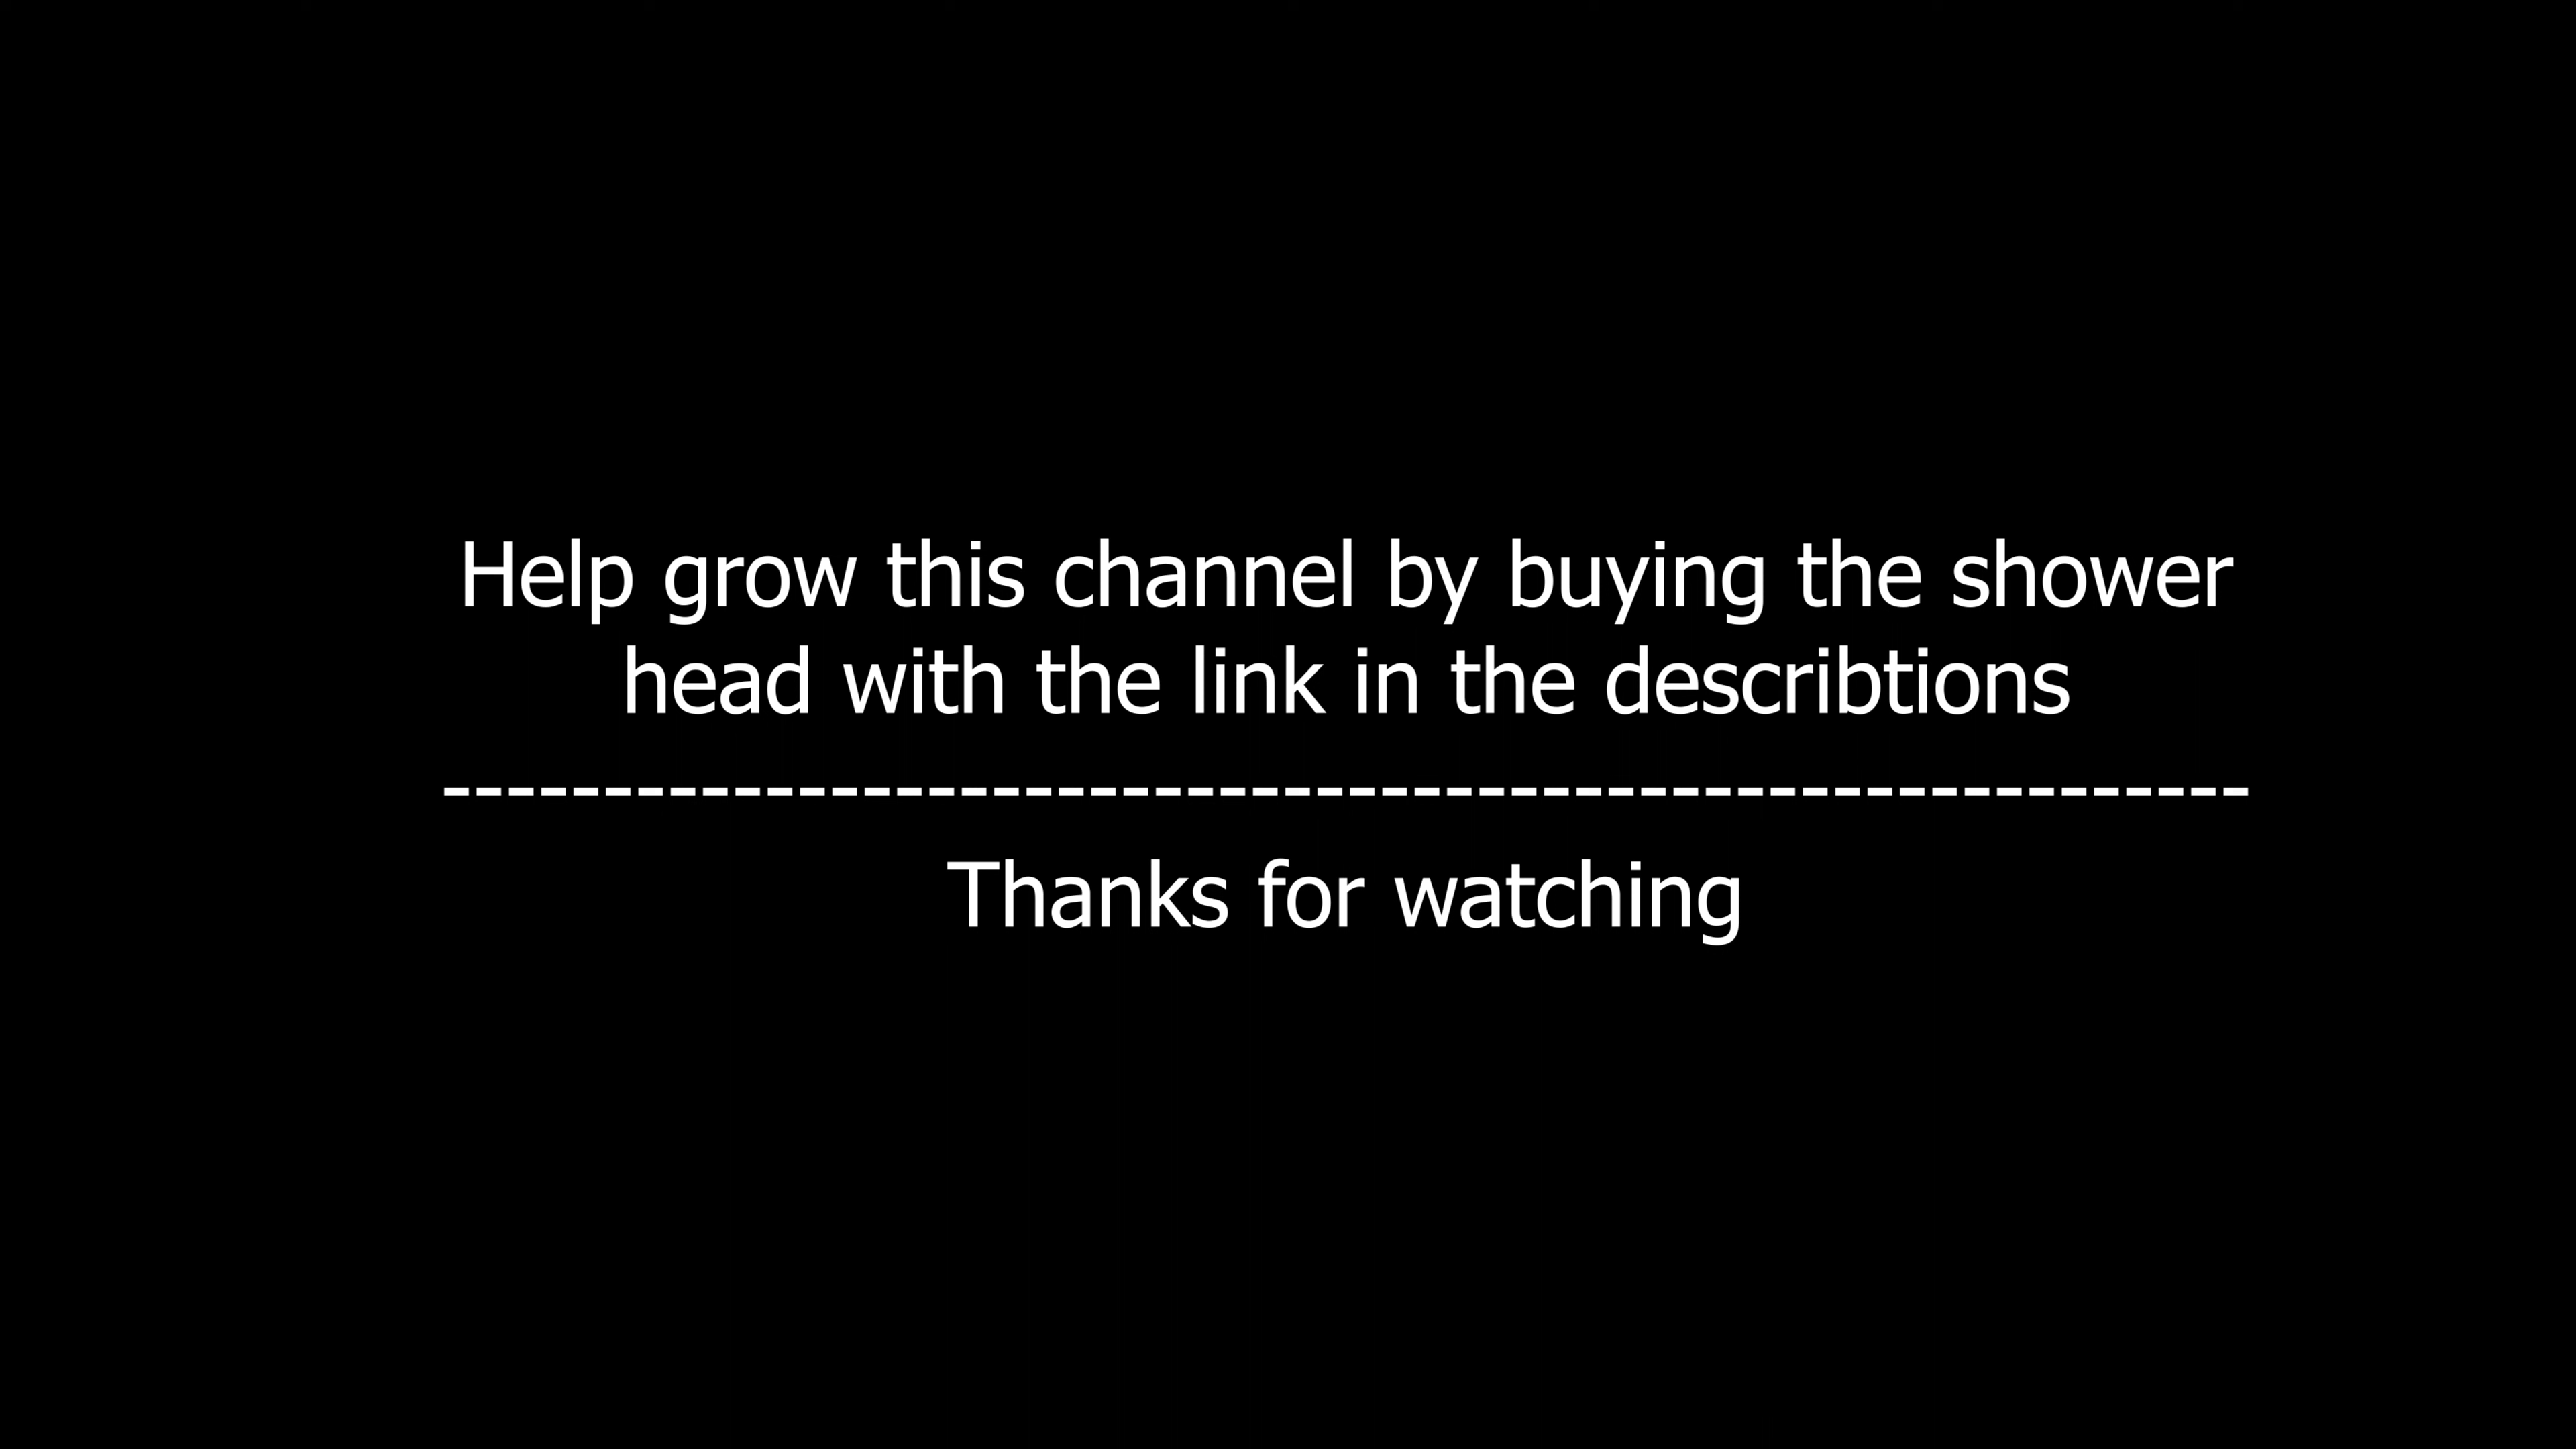 Help grow this channel by buying the shower
head with the link in the describtions
--------------------------------------------------------
Thanks for watching